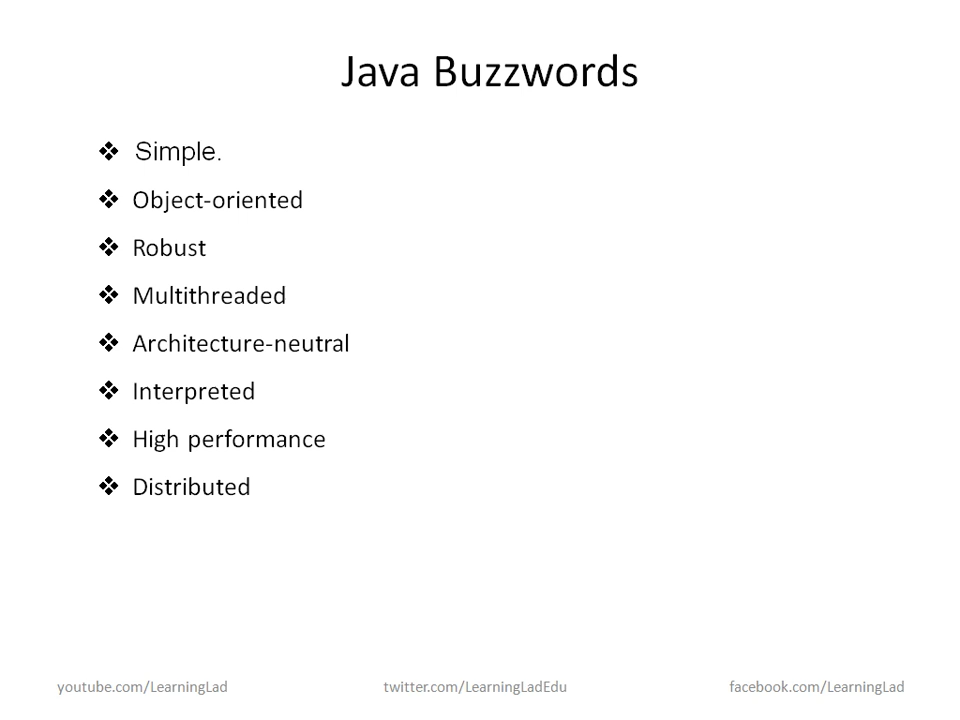 Java Buzzwords
❖ Simple.
❖ Object-oriented
❖ Robust
❖ Multithreaded
❖ Architecture-neutral
❖ Interpreted
❖ High performance
❖ Distributed
youtube.com/LearningLad twitter.com/LearningLadEdu facebook.com/LearningLad